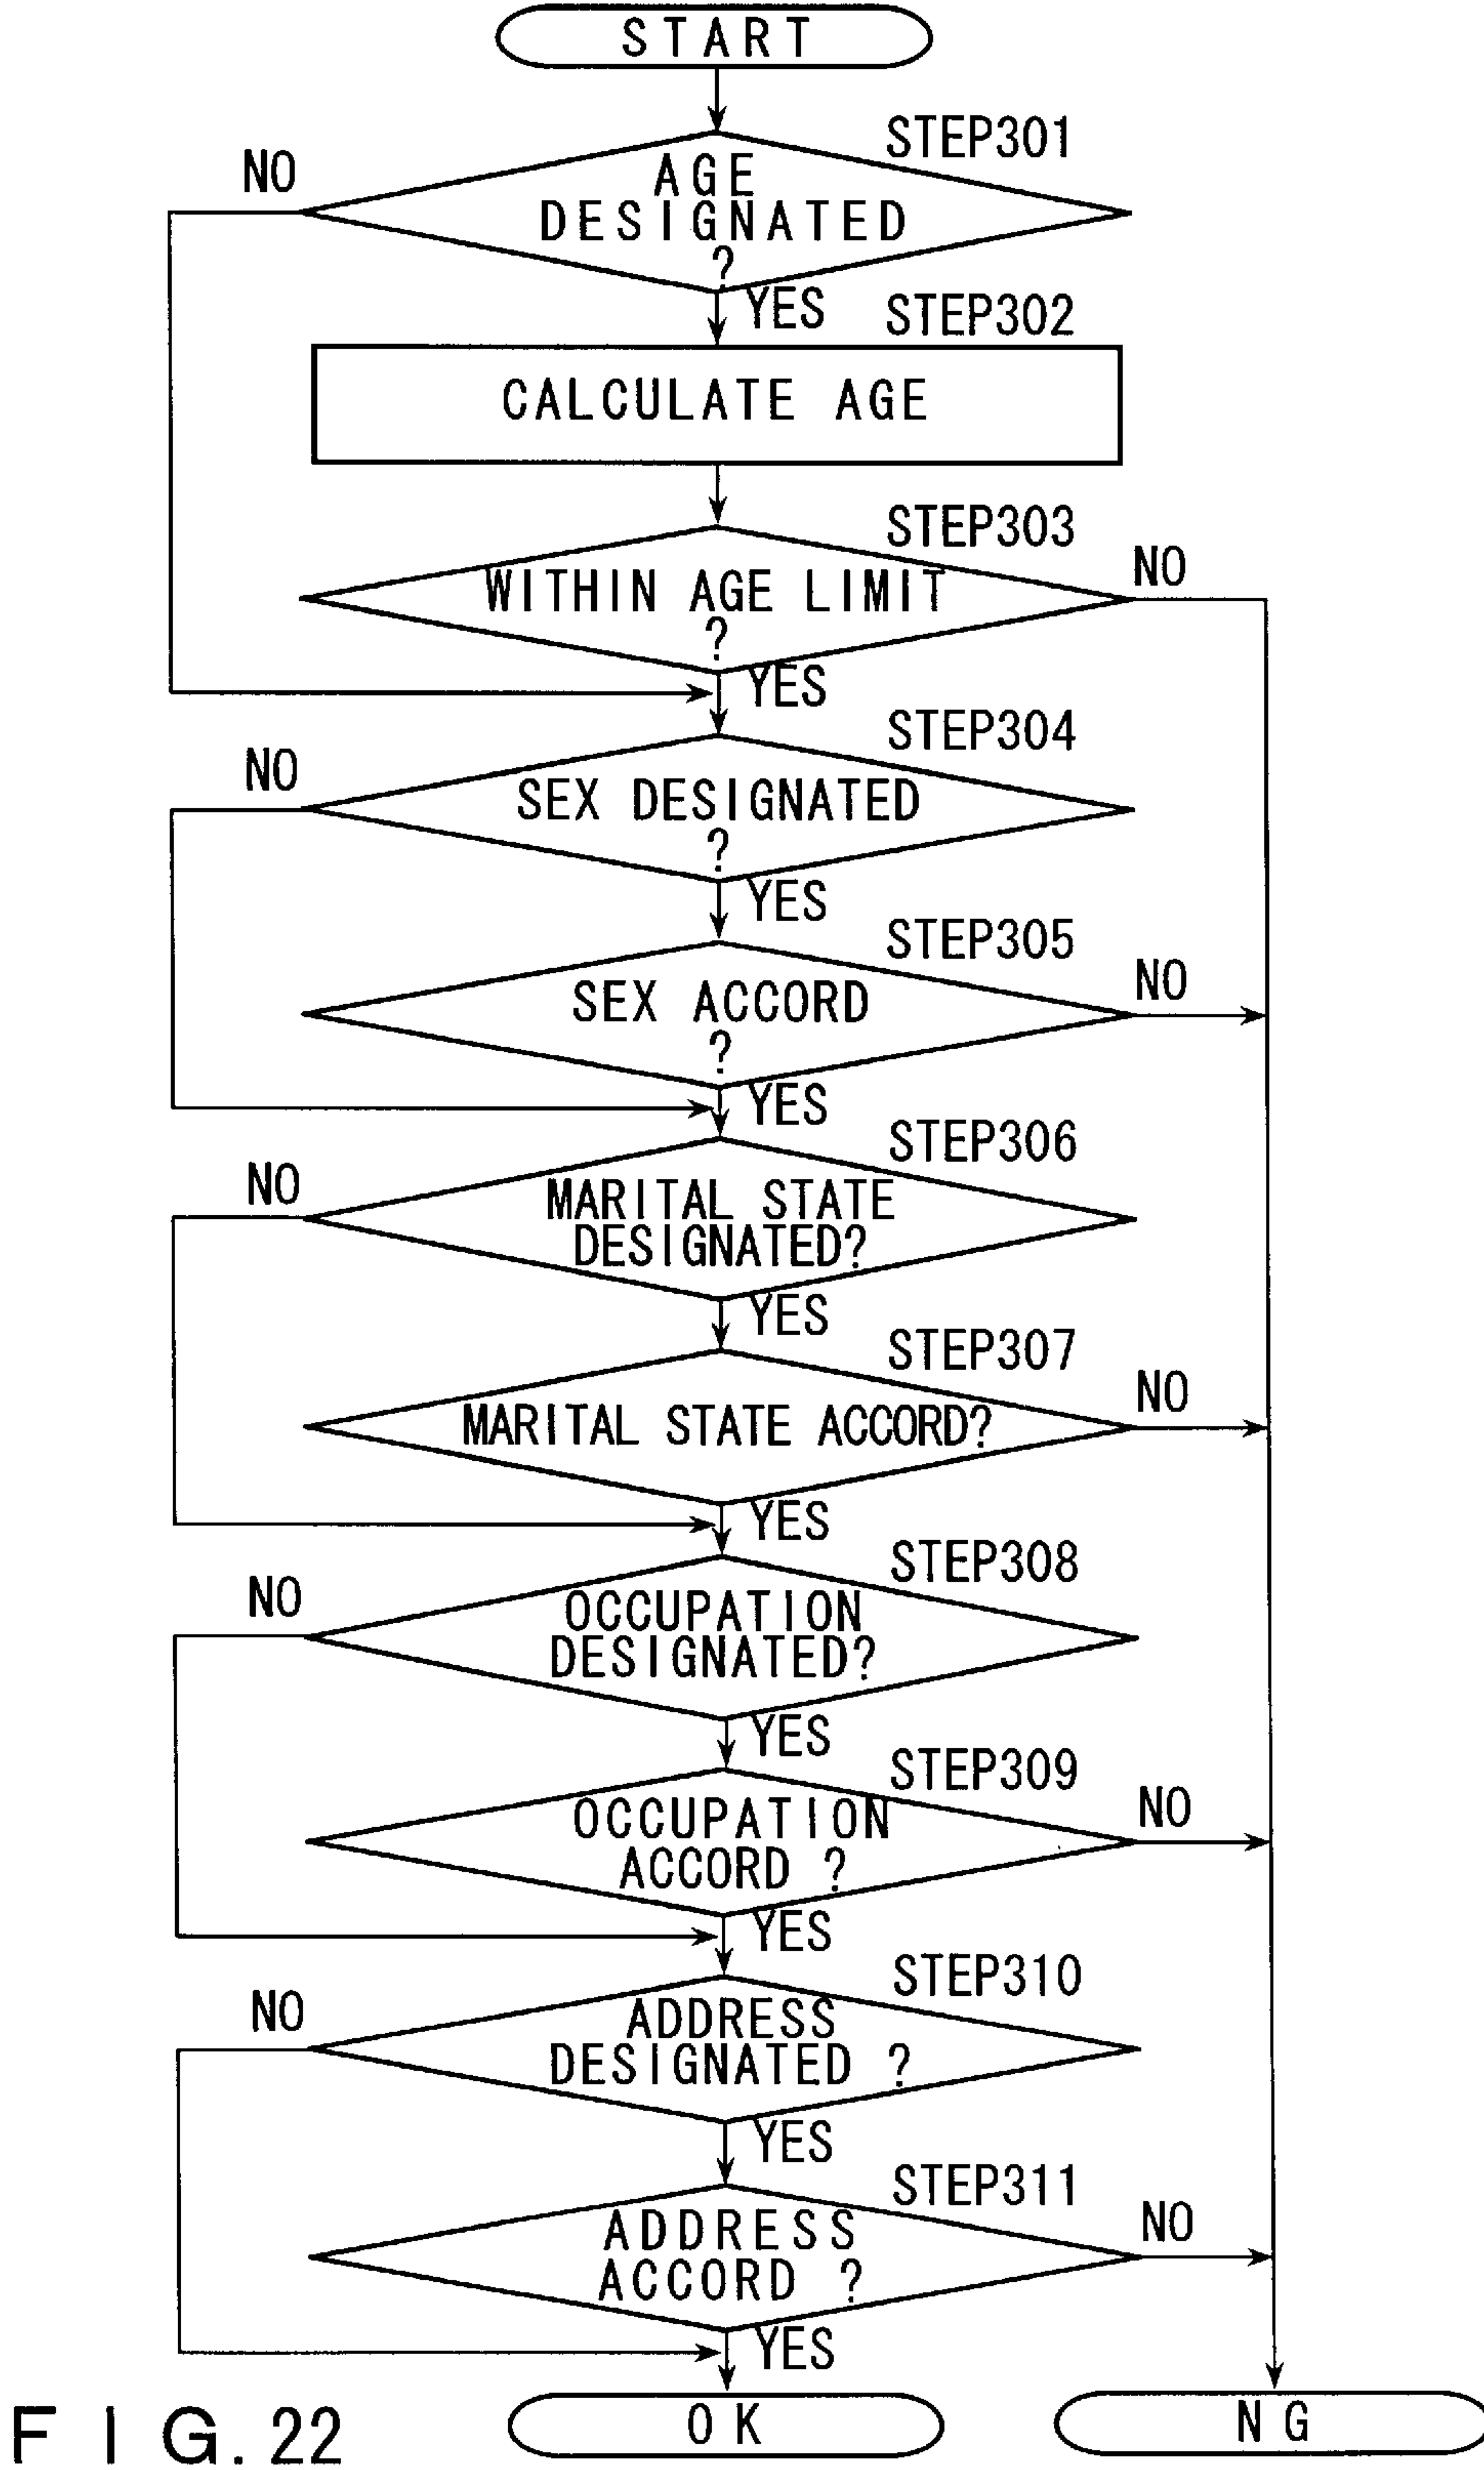 START
STEP301
NO
AGE
DESIGNATED
?
YES
STEP302
CALCULATE AGE
STEP303
NO
WITHIN AGE LIMIT
?
YES
STEP304
NO
SEX DESIGNATED
?
YES
STEP305
NO
SEX ACCORD
?
YES
STEP306
NO
MARITAL STATE
DESIGNATED?
YES
STEP307
NO
MARITAL STATE ACCORD?
YES
STEP308
NO
OCCUPATION
DESIGNATED?
YES
STEP309
NO
OCCUPATION
ACCORD ?
YES
STEP310
NO
ADDRESS
DESIGNATED ?
YES
STEP311
NO
ADDRESS
ACCORD ?
YES
OK
NG
FIG.22